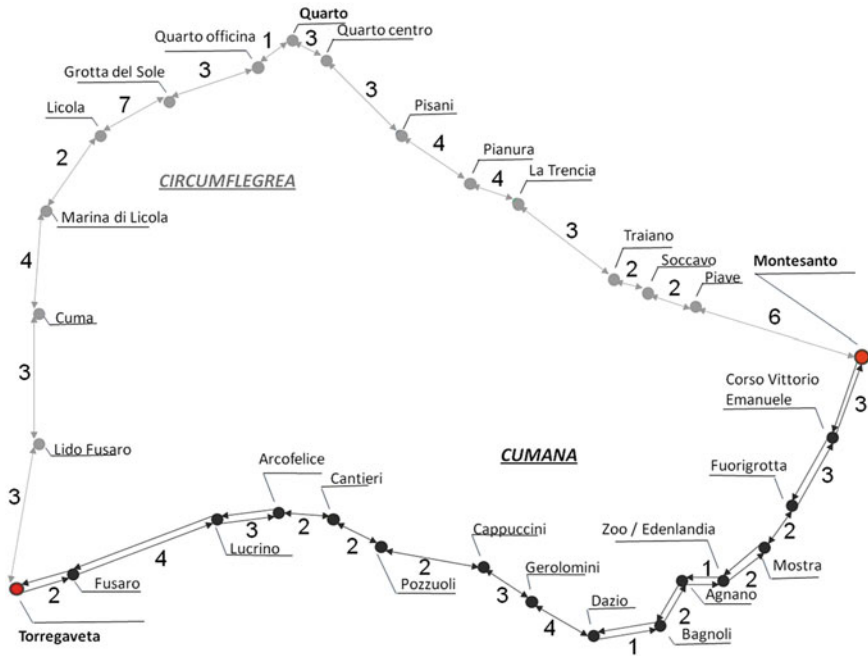 Quarto
Quarto officina
1
3
Quarto centro
Grotta del Sole
3
3
Licola
7
Pisani
2
4
Pianura
CIRCUMFLEGREA
4
La Trencia
Marina di Licola
3
Traiano
Montesanto
4
2
Soccavo
2
Piave
Cuma
6
3
Corso Vittorio
Emanuele
3
Lido Fusaro
Arcofelice
CUMANA
Cantieri
Fuorigrotta
3
3
2
Cappuccini
Zoo / Edenlandia
2
Lucrino
3
2
4
Pozzuoli
2
Gerolomini
1
2
Mostra
Fusaro
2
3
Dazio
2
Agnano
4
1
Bagnoli
Torregaveta